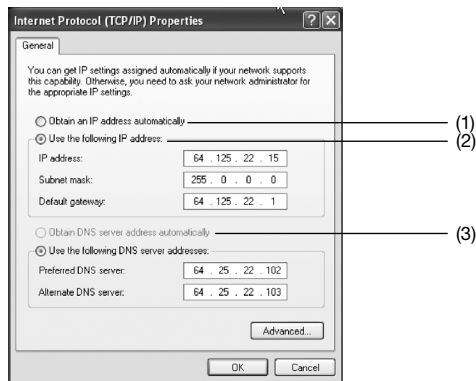 Internet Protocol (TCP/IP) Properties
General
You can get IP settings assigned automatically if your network supports
this capability. Otherwise, you need to ask your network administrator for
the appropriate IP settings.
Obtain an IP address automatically (1)
Use the following IP address: (2)
IP address: 64 . 125 . 22 . 15
Subnet mask: 255 . 0 . 0 . 0
Default gateway: 64 . 125 . 22 . 1
Obtain DNS server address automatically (3)
Use the following DNS server addresses:
Preferred DNS server: 64 . 25 . 22 . 102
Alternate DNS server: 64 . 25 . 22 . 103
Advanced...
OK Cancel